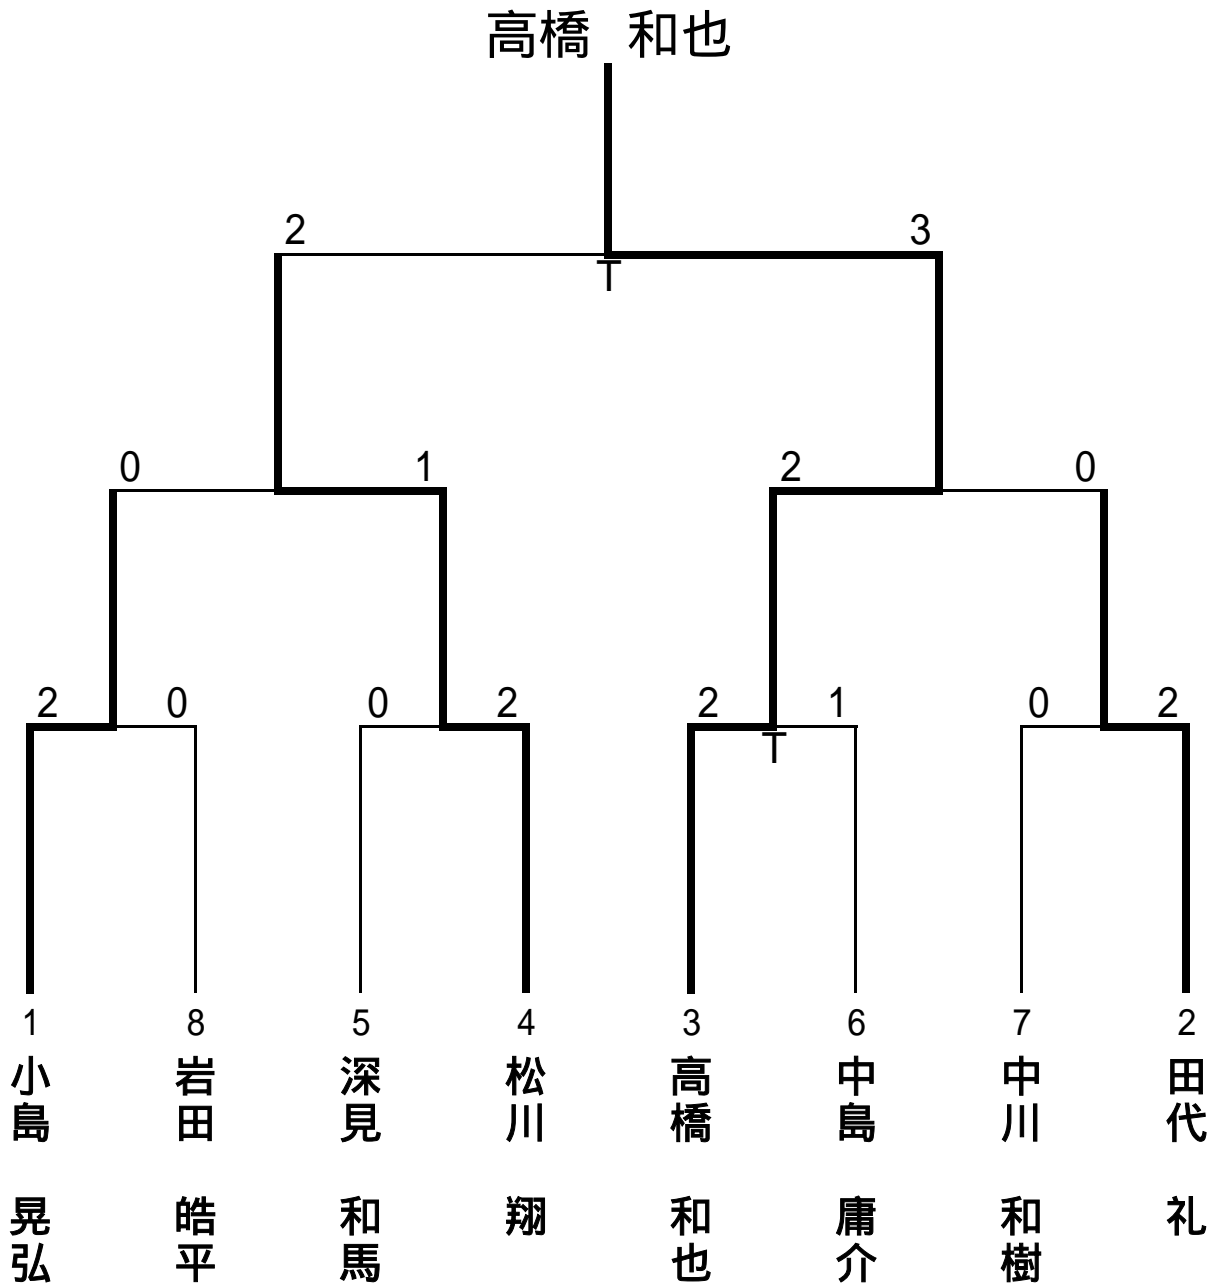 高橋 和也
2 3
T
0 1 2 0
2 0 0 2 2 1 0 2
T
1 8 5 4 3 6 7 2
小島 晃弘
岩田 皓平
深見 和馬
松川 翔
高橋 和也
中島 庸介
中川 和樹
田代 礼